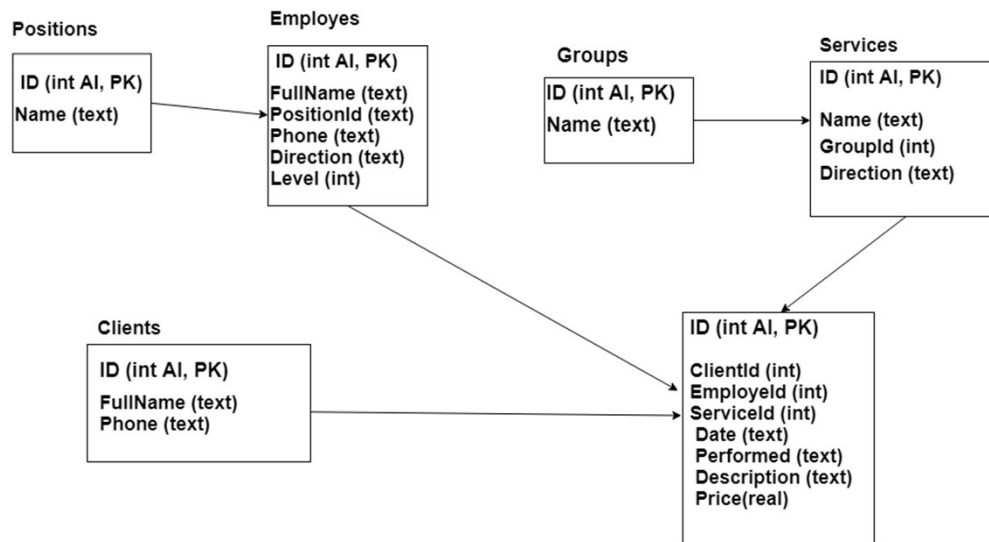 Positions
ID (int AI, PK)
Name (text)
Employes
ID (int AI, PK)
FullName (text)
PositionId (text)
Phone (text)
Direction (text)
Level (int)
Groups
ID (int AI, PK)
Name (text)
Services
ID (int AI, PK)
Name (text)
GroupId (int)
Direction (text)
Clients
ID (int AI, PK)
FullName (text)
Phone (text)
ID (int AI, PK)
ClientId (int)
EmployeId (int)
ServiceId (int)
Date (text)
Performed (text)
Description (text)
Price(real)